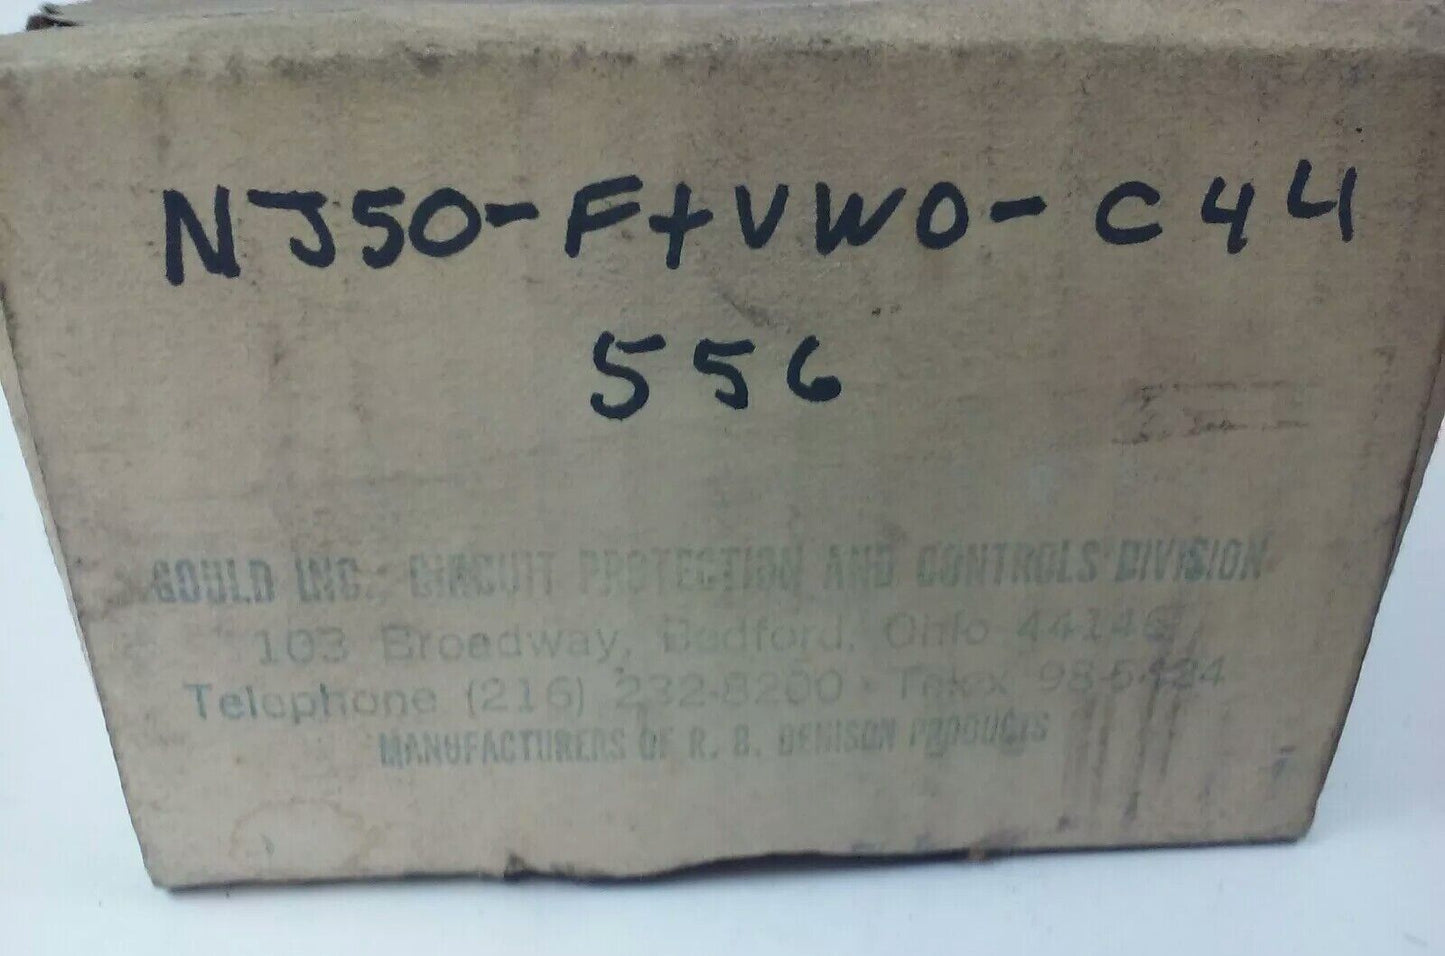 NJ50-F+VWO-C44
556
GOULD INC., CIRCUIT PROTECTION AND CONTROLS DIVISION
103 Broadway, Bedford, Ohio 44146
Telephone (216) 232-8200 - Telex 98-5424
MANUFACTURERS OF R. B. DENISON PRODUCTS